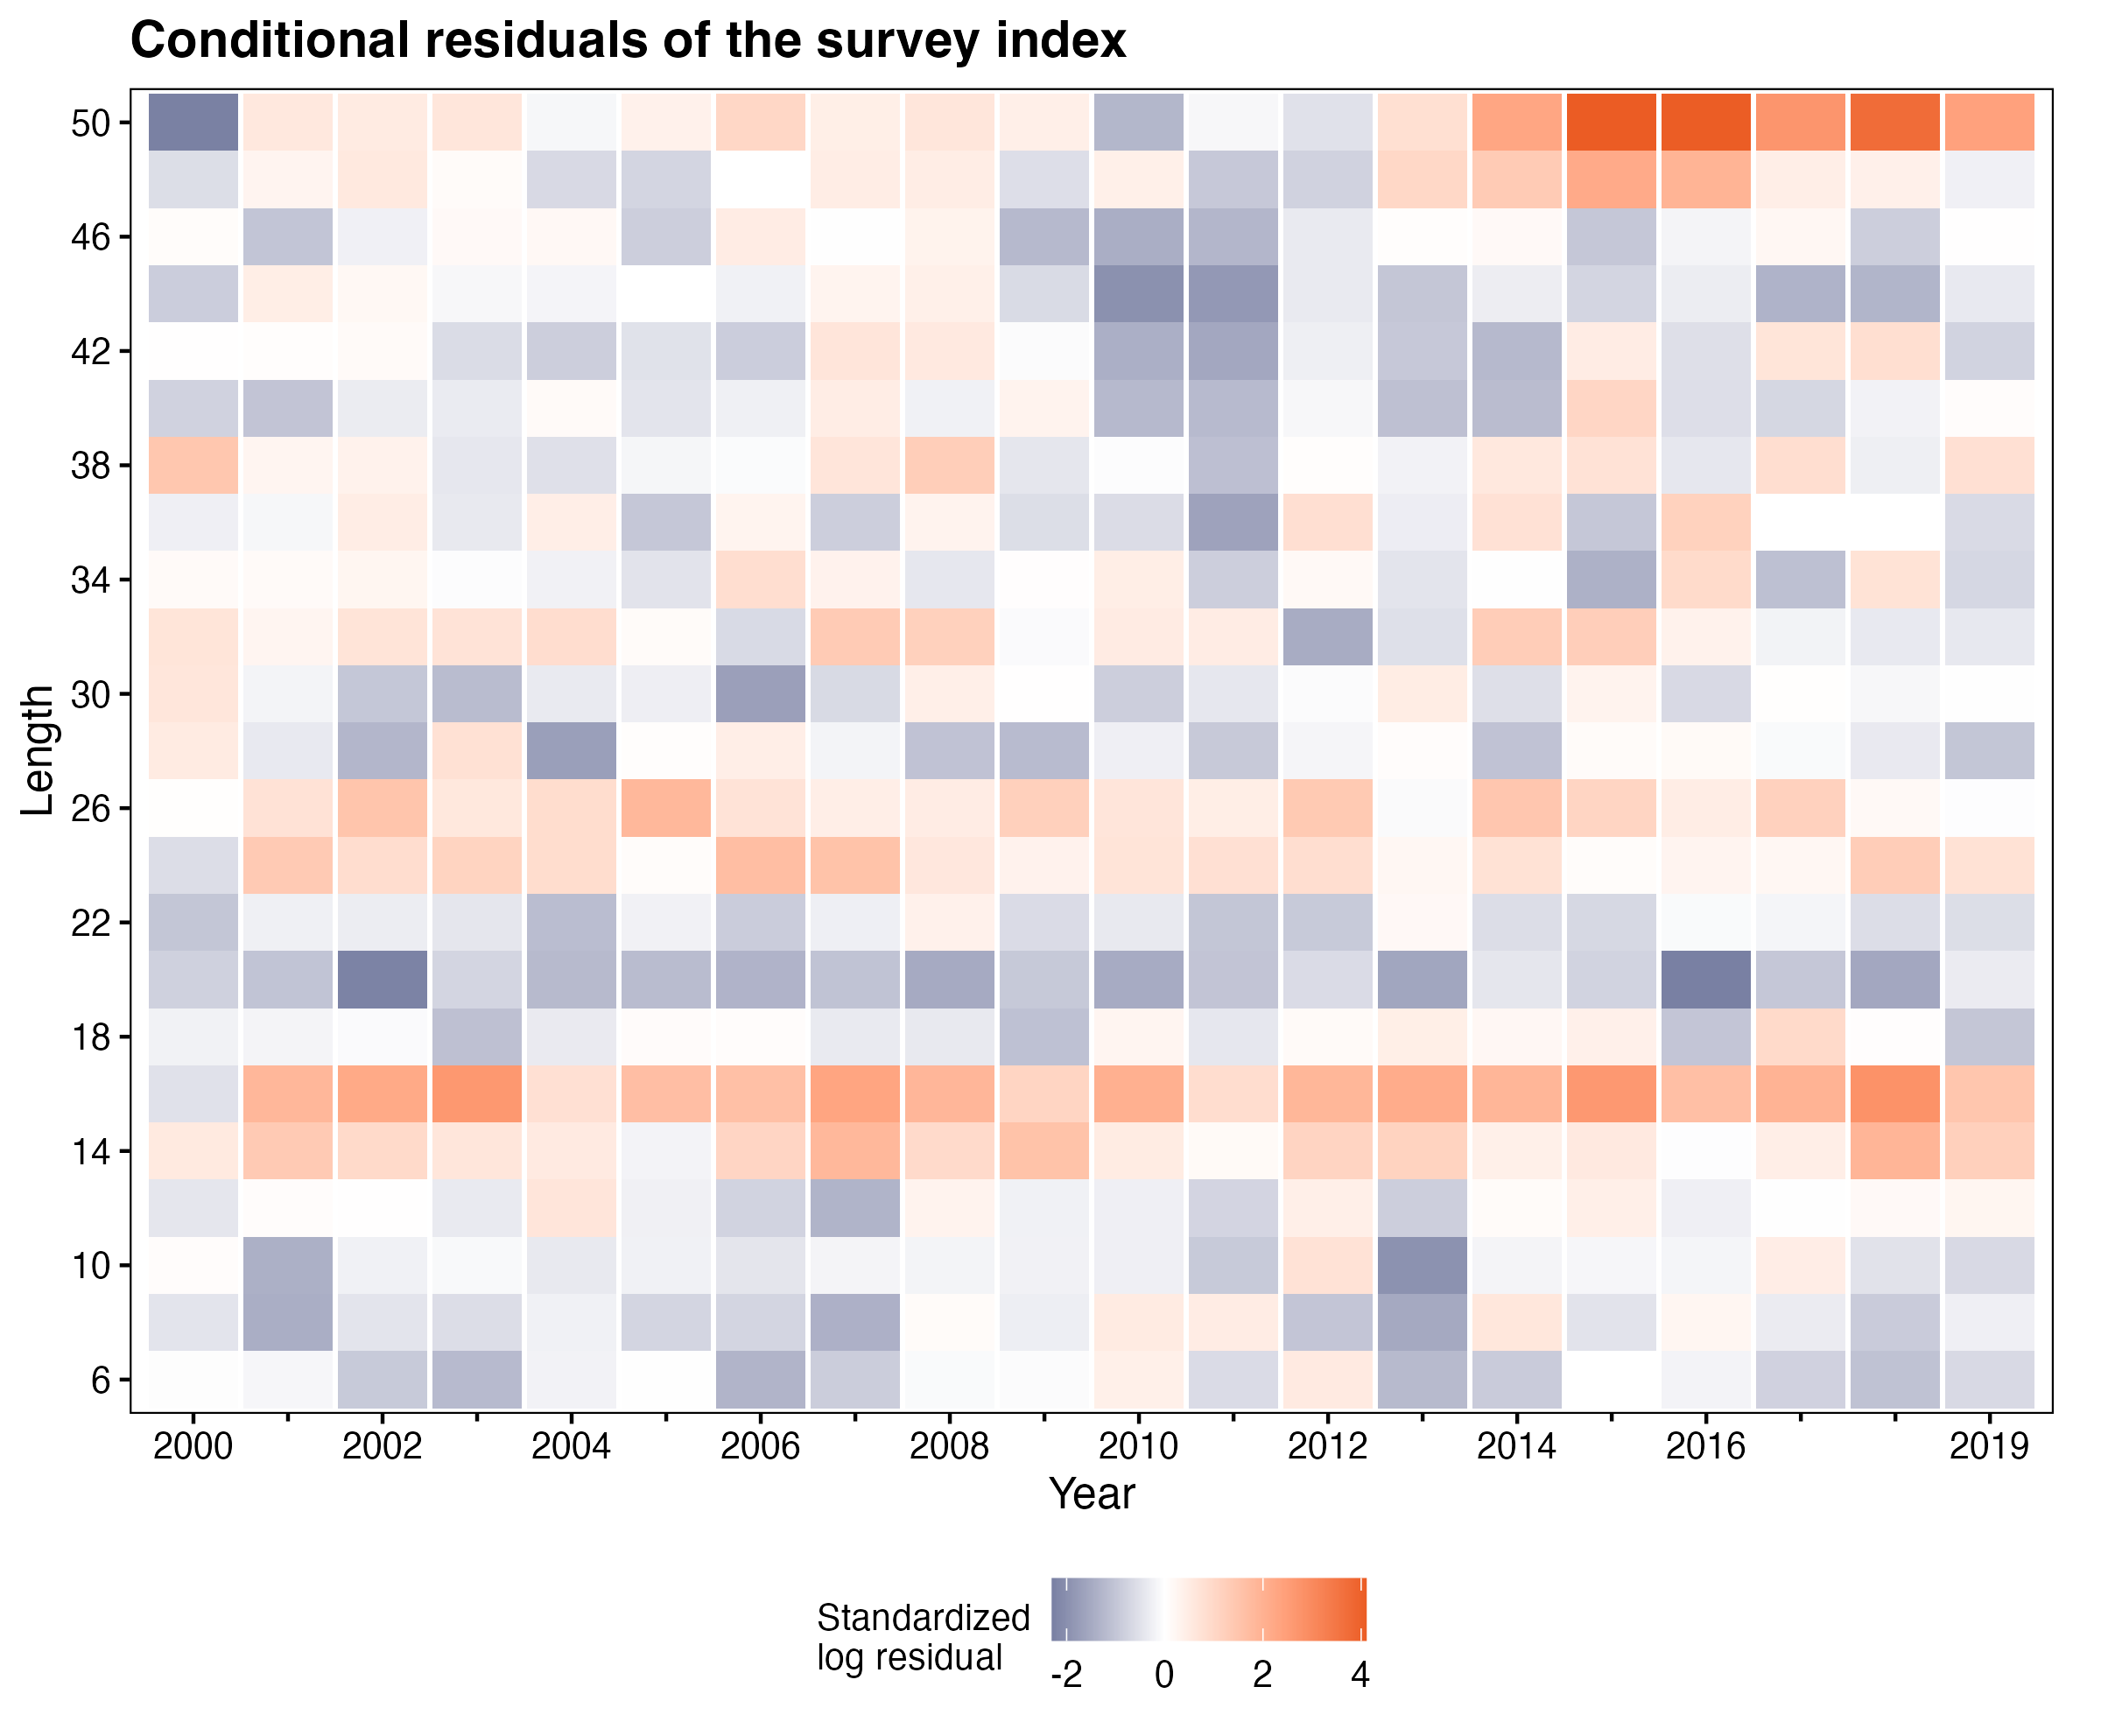 Conditional residuals of the survey index
50
46
42
38
34
30
26
22
18
14
10
6
Length
2000 2002 2004 2006 2008 2010 2012 2014 2016 2019
Year
Standardized
log residual
-2 0 2 4